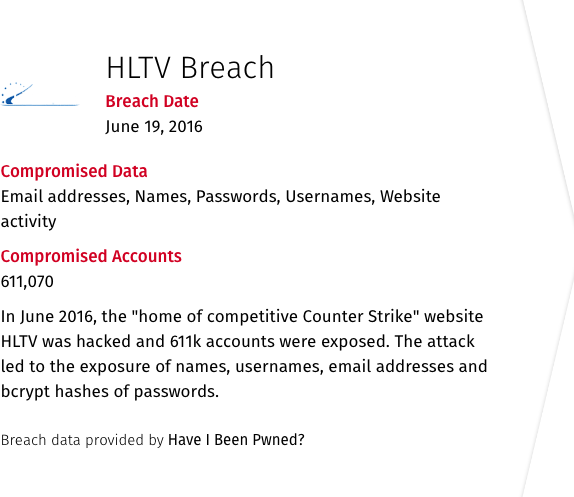 HLTV Breach
Breach Date
June 19, 2016
Compromised Data
Email addresses, Names, Passwords, Usernames, Website
activity
Compromised Accounts
611,070
In June 2016, the "home of competitive Counter Strike" website
HLTV was hacked and 611k accounts were exposed. The attack
led to the exposure of names, usernames, email addresses and
bcrypt hashes of passwords.
Breach data provided by Have I Been Pwned?